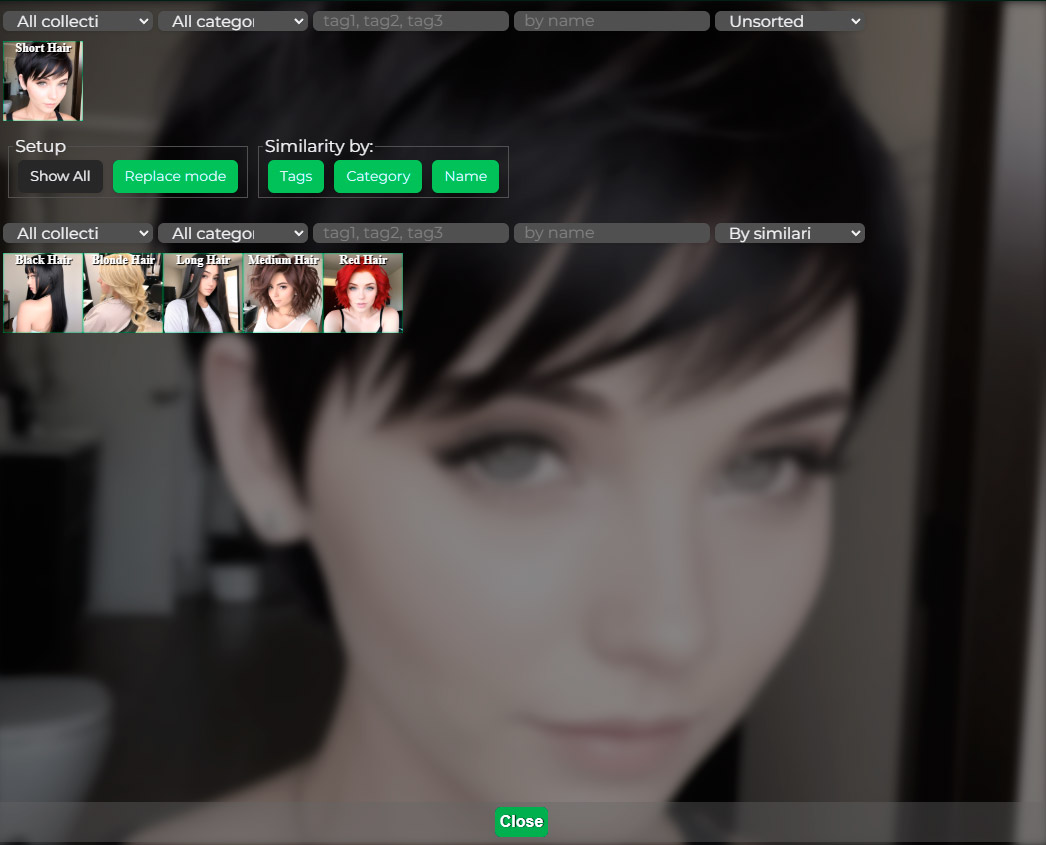 All collecti All categor tag1, tag2, tag3 by name Unsorted
Short Hair
Setup Similarity by:
Show All Replace mode Tags Category Name
All collecti All categor tag1, tag2, tag3 by name By similari
Black Hair Blonde Hair Long Hair Medium Hair Red Hair
Close